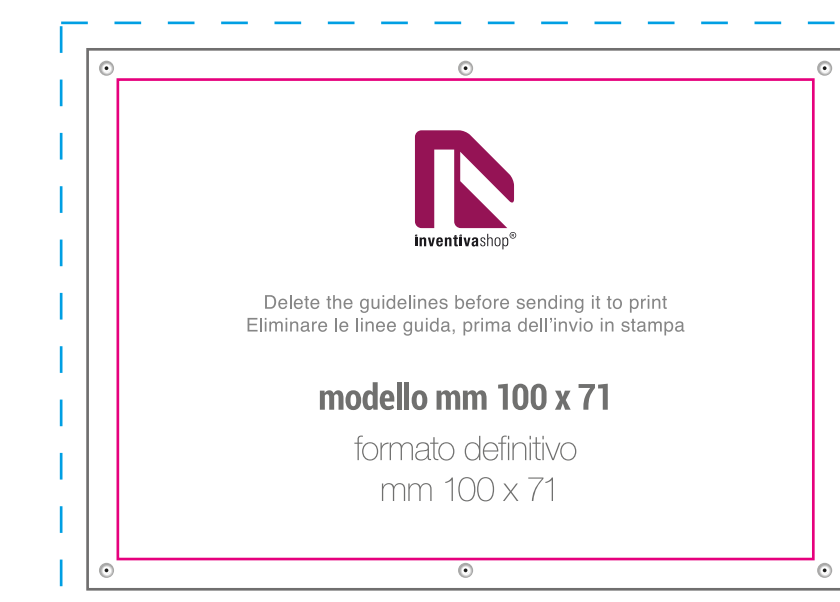 inventivashop®
Delete the guidelines before sending it to print
Eliminare le linee guida, prima dell'invio in stampa
modello mm 100 x 71
formato definitivo
mm 100 x 71